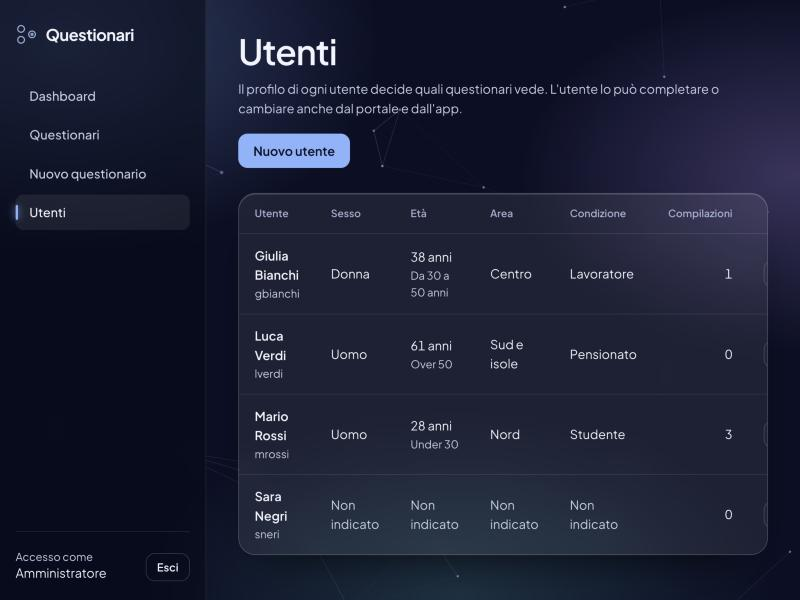 Questionari
Dashboard
Questionari
Nuovo questionario
Utenti
Accesso come
Amministratore
Esci
Utenti
Il profilo di ogni utente decide quali questionari vede. L'utente lo può completare o
cambiare anche dal portale e dall'app.
Nuovo utente
Utente Sesso Età Area Condizione Compilazioni
Giulia
Bianchi
gbianchi
Donna
38 anni
Da 30 a
50 anni
Centro
Lavoratore
1
Luca
Verdi
lverdi
Uomo
61 anni
Over 50
Sud e
isole
Pensionato
0
Mario
Rossi
mrossi
Uomo
28 anni
Under 30
Nord
Studente
3
Sara
Negri
sneri
Non
indicato
Non
indicato
Non
indicato
Non
indicato
0